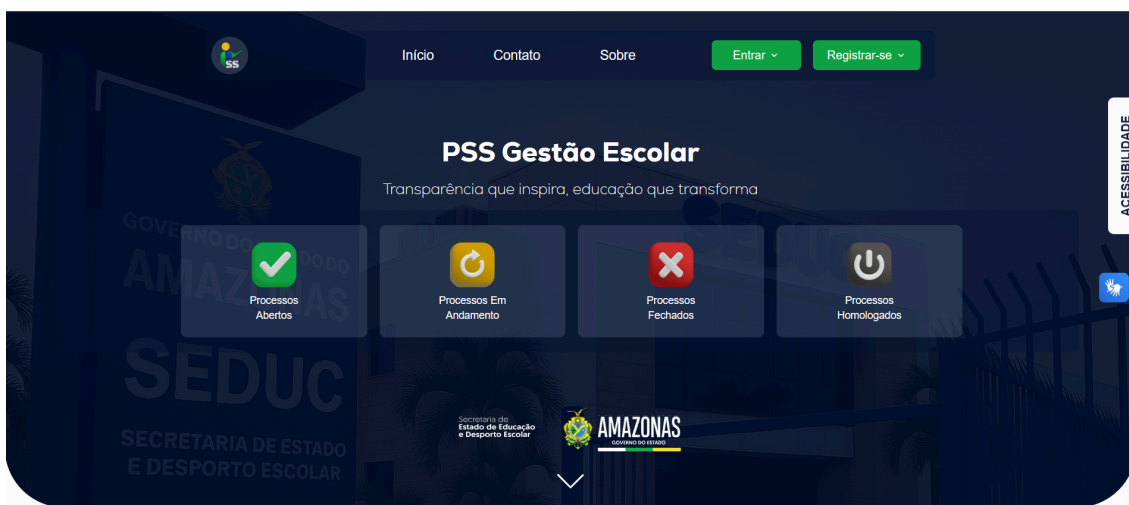 SS
Início
Contato
Sobre
Entrar
Registrar-se
ACESSIBILIDADE
PSS Gestão Escolar
Transparência que inspira, educação que transforma
GOVERNO DO ESTADO DO
AMAZONAS
SEDUC
SECRETARIA DE ESTADO
E DESPORTO ESCOLAR
SEDUC
Processos
Abertos
Processos Em
Andamento
Processos
Fechados
Processos
Homologados
Secretaria de
Estado de Educação
e Desporto Escolar
AMAZONAS
GOVERNO DO ESTADO